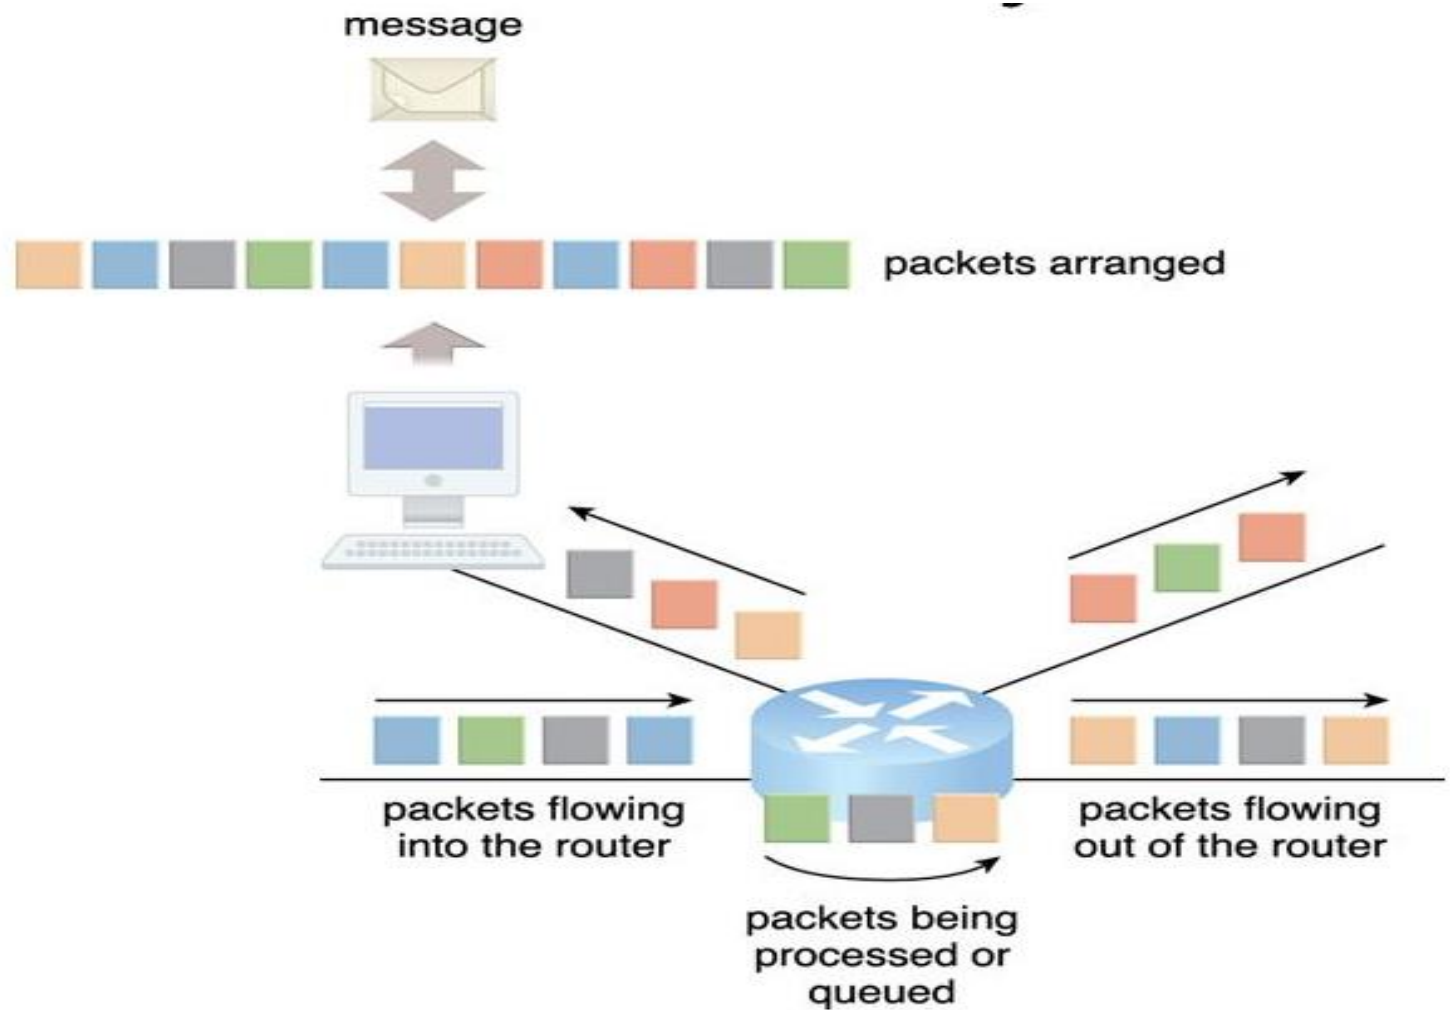 message
packets arranged
packets flowing
into the router
packets flowing
out of the router
packets being
processed or
queued